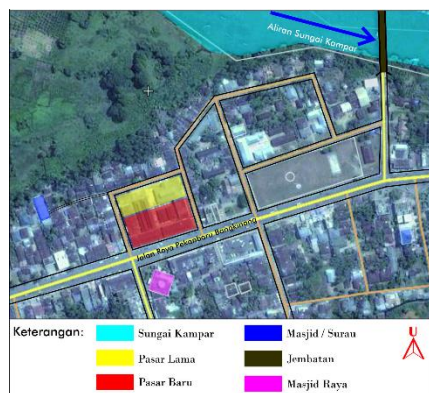 Aliran Sungai Kampar
Jalan Raya Pekanbaru Bangkinang
Keterangan:
Sungai Kampar
Masjid / Surau
U
Pasar Lama
Jembatan
Pasar Baru
Masjid Raya